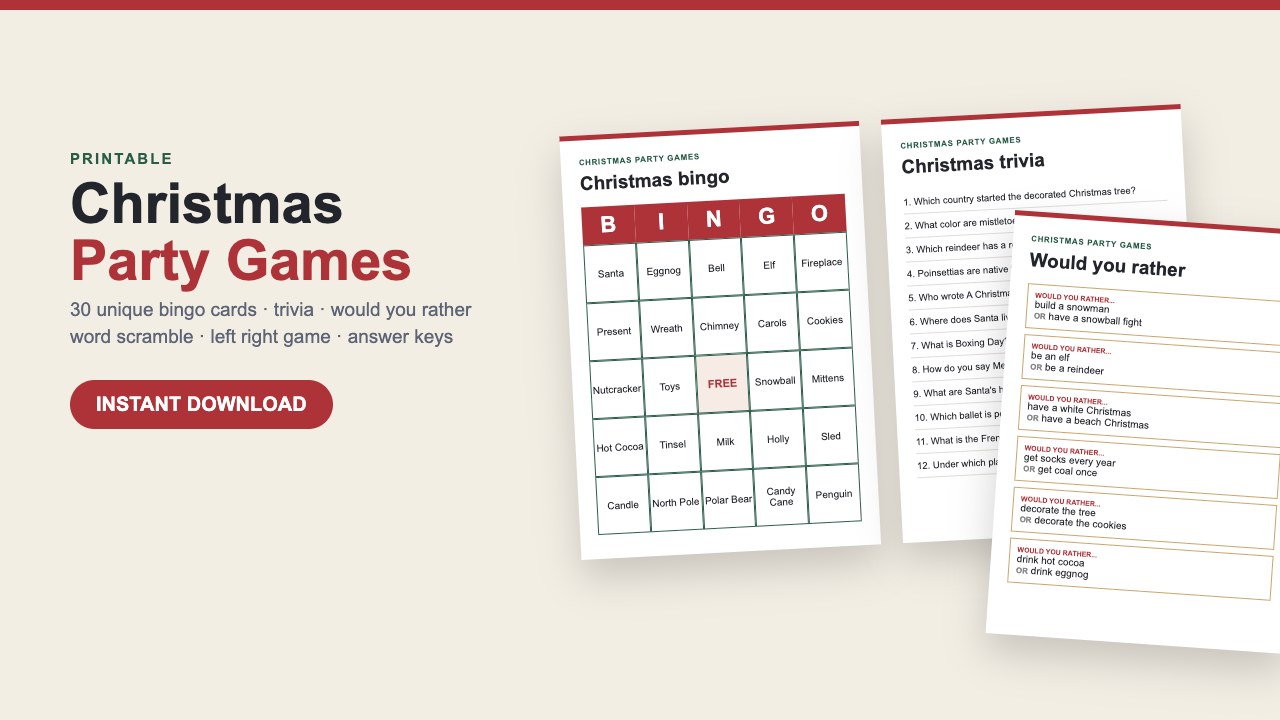 PRINTABLE
Christmas
Party Games
30 unique bingo cards · trivia · would you rather
word scramble · left right game · answer keys
INSTANT DOWNLOAD
CHRISTMAS PARTY GAMES
Christmas bingo
B I N G O
Santa Eggnog Bell Elf Fireplace
Present Wreath Chimney Carols Cookies
Nutcracker Toys FREE Snowball Mittens
Hot Cocoa Tinsel Milk Holly Sled
Candle North Pole Polar Bear Candy Cane Penguin
CHRISTMAS PARTY GAMES
Christmas trivia
1. Which country started the decorated Christmas tree?
2. What color are
3. Which reindeer has a
4. Poinsettias are native
5. Who wrote A
6. Where does Santa
7. What is Boxing Day
8. How do you say
9. What are Santa's
10. Which ballet is
11. What is the
12. Under which
CHRISTMAS PARTY GAMES
Would you rather
WOULD YOU RATHER...
build a snowman
OR have a snowball fight
WOULD YOU RATHER...
be an elf
OR be a reindeer
WOULD YOU RATHER...
have a white Christmas
OR have a beach Christmas
WOULD YOU RATHER...
get socks every year
OR get coal once
WOULD YOU RATHER...
decorate the tree
OR decorate the cookies
WOULD YOU RATHER...
drink hot cocoa
OR drink eggnog